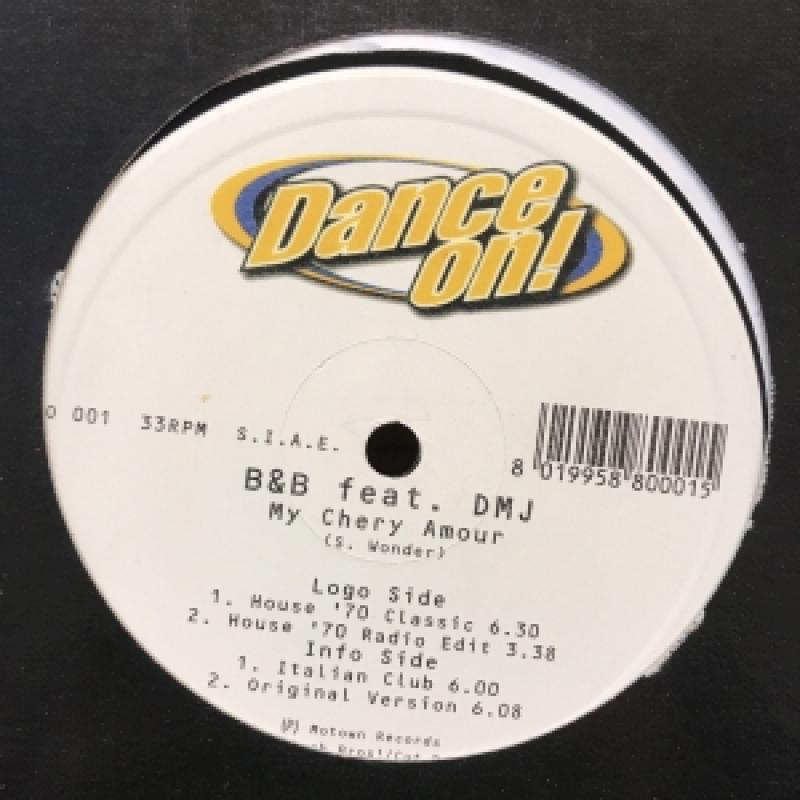 Dance
on!
001 33RPM S.I.A.E.
8 019958 800015
B&B feat. DMJ
My Chery Amour
(S. Wonder)
Logo Side
1. House '70 Classic 6.30
2. House '70 Radio Edit 3.38
Info Side
1. Italian Club 6.00
2. Original Version 6.08
(P) Motown Records